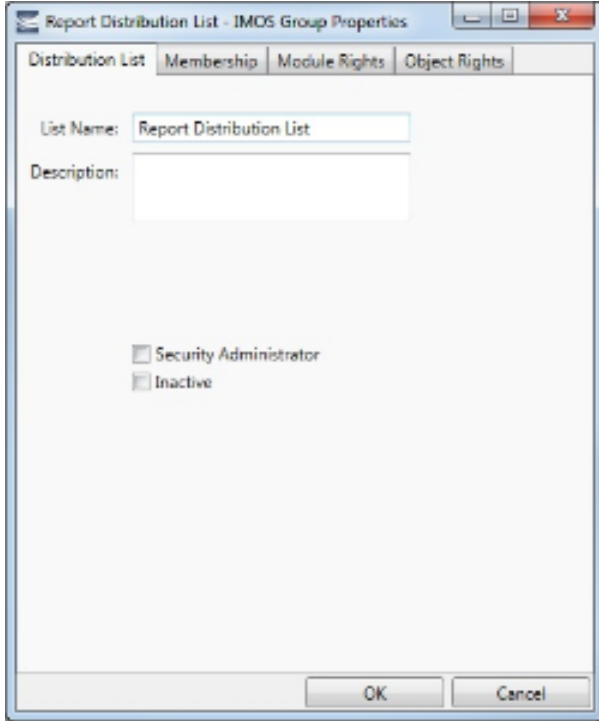 Report Distribution List - IMOS Group Properties
Distribution List Membership Module Rights Object Rights
List Name: Report Distribution List
Description:
Security Administrator
Inactive
OK Cancel